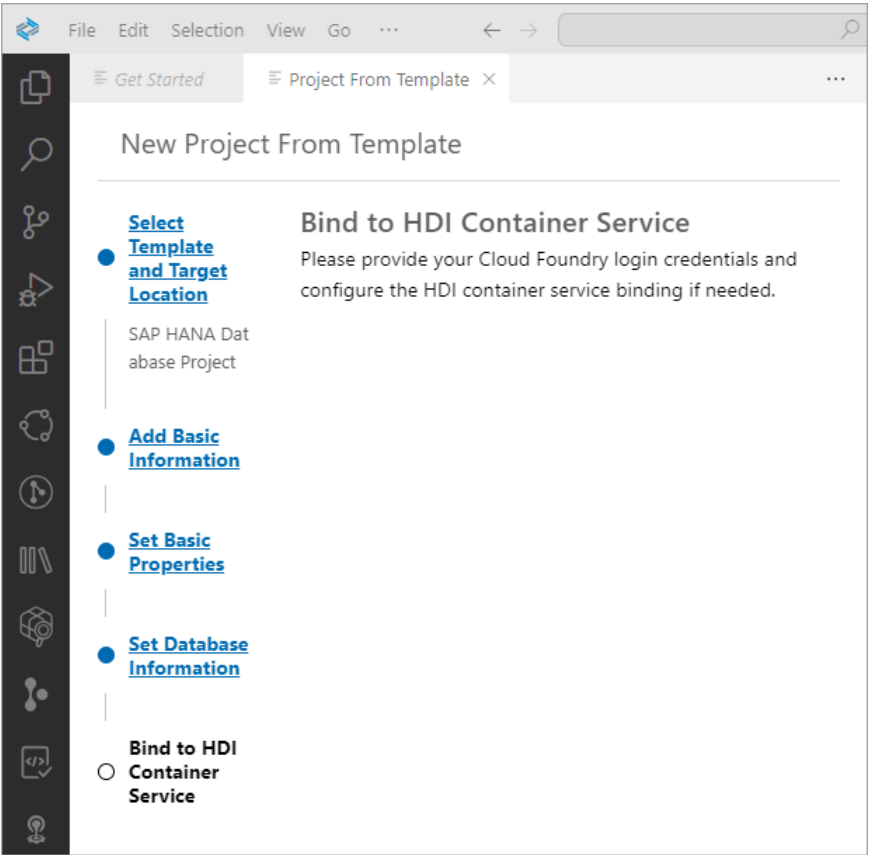 File Edit Selection View Go ···
Get Started
Project From Template
···
New Project From Template
Select
Template
and Target
Location
SAP HANA Dat
abase Project
Add Basic
Information
Set Basic
Properties
Set Database
Information
Bind to HDI
Container
Service
Bind to HDI Container Service
Please provide your Cloud Foundry login credentials and
configure the HDI container service binding if needed.